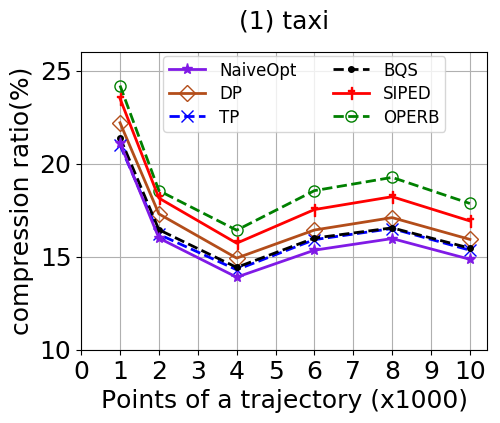 (1) taxi
NaiveOpt BQS
DP SIPED
TP OPERB
compression ratio(%)
25
20
15
10
0 1 2 3 4 5 6 7 8 9 10
Points of a trajectory (x1000)